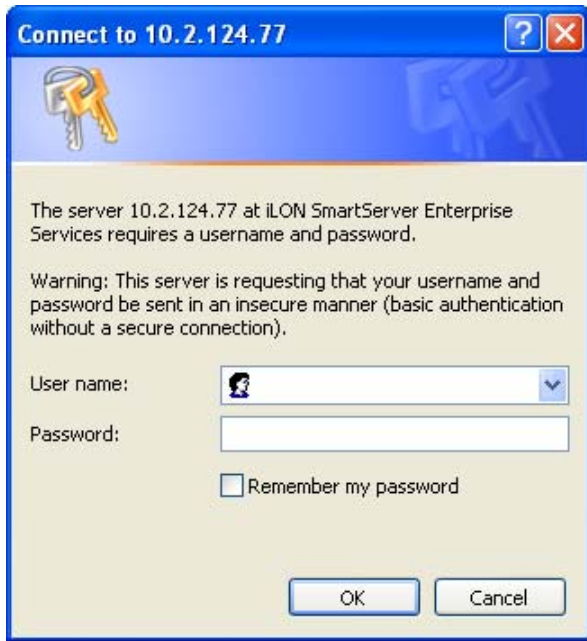 Connect to 10.2.124.77
The server 10.2.124.77 at iLON SmartServer Enterprise
Services requires a username and password.
Warning: This server is requesting that your username and
password be sent in an insecure manner (basic authentication
without a secure connection).
User name:
Password:
Remember my password
OK
Cancel